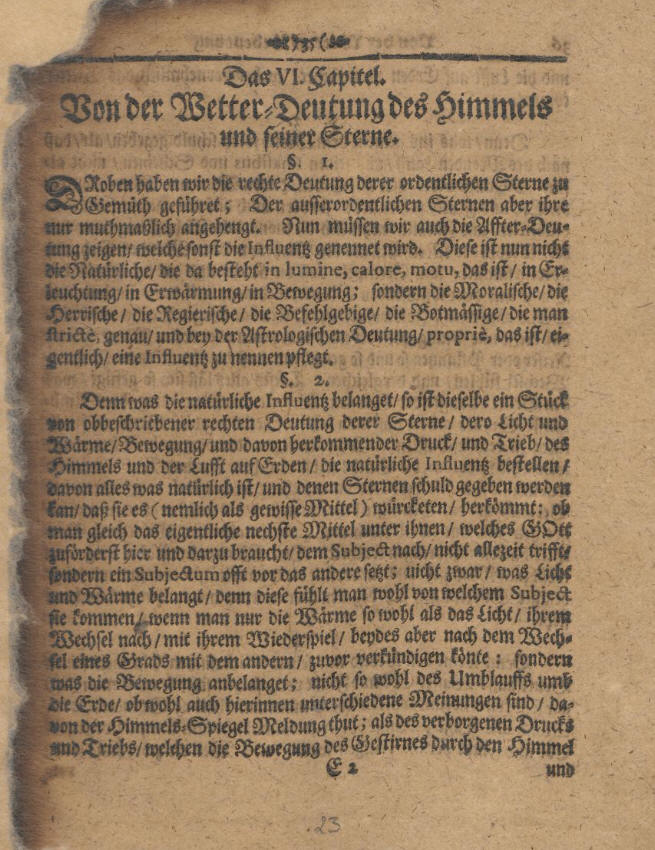 )35(
Das VI. Capitel.
Von der Wetter-Deutung des Himmels
und seiner Sterne.
§. 1.
DRoben haben wir die rechte Deutung derer ordentlichen Sterne zu
Gemüth geführet; Der ausserordentlichen Sternen aber ihre
nur muthmaßlich angehengt. Nun müssen wir auch die Affter-Deu-
tung zeigen/ welche sonst die Influentz genennet wird. Diese ist nun nicht
die Natürliche/ die da besteht in lumine, calore, motu, das ist/ in Er-
leuchtung/ in Erwärmung/ in Bewegung; sondern die Moralische/ die
Herrische/ die Regierische/ die Befehlgebige/ die Botmässige/ die man
strictè, genau/ und bey der Astrologischen Deutung/ propriè, das ist/ ei-
gentlich/ eine Influentz zu nennen pflegt.
§. 2.
Denn was die natürliche Influentz belanget/ so ist dieselbe ein Stück
von obbeschriebener rechten Deutung derer Sterne/ dero Licht und
Wärme/ Bewegung/ und davon herkommender Druck/ und Trieb/ des
Himmels und der Lufft auf Erden/ die natürliche Influentz bestellen/
davon alles was natürlich ist/ und denen Sternen schuld gegeben werden
kan/ daß sie es (nemlich als gewisse Mittel) würcketen/ herkömmt: ob
man gleich das eigentliche nechste Mittel unter ihnen/ welches GOtt
zuförderst hier und darzu braucht/ dem Subject nach/ nicht allezeit trifft/
sondern ein Subjectum offt vor das andere setzt; nicht zwar/ was Licht
und Wärme belangt/ denn diese fühlt man wohl von welchem Subject
sie kommen/ wenn man nur die Wärme so wohl als das Licht/ ihrem
Wechsel nach/ mit ihrem Wiederspiel/ beydes aber nach dem Wech-
sel eines Grads mit dem andern/ zuvor verkündigen könte: sondern
was die Bewegung anbelanget; nicht so wohl des Umblauffs umb
die Erde/ ob wohl auch hierinnen unterschiedene Meinungen sind/ da-
von der Himmels-Spiegel Meldung thut; als des verborgenen Drucks
und Triebs/ welchen die Bewegung des Gestirnes durch den Himmel
E 2 und
23